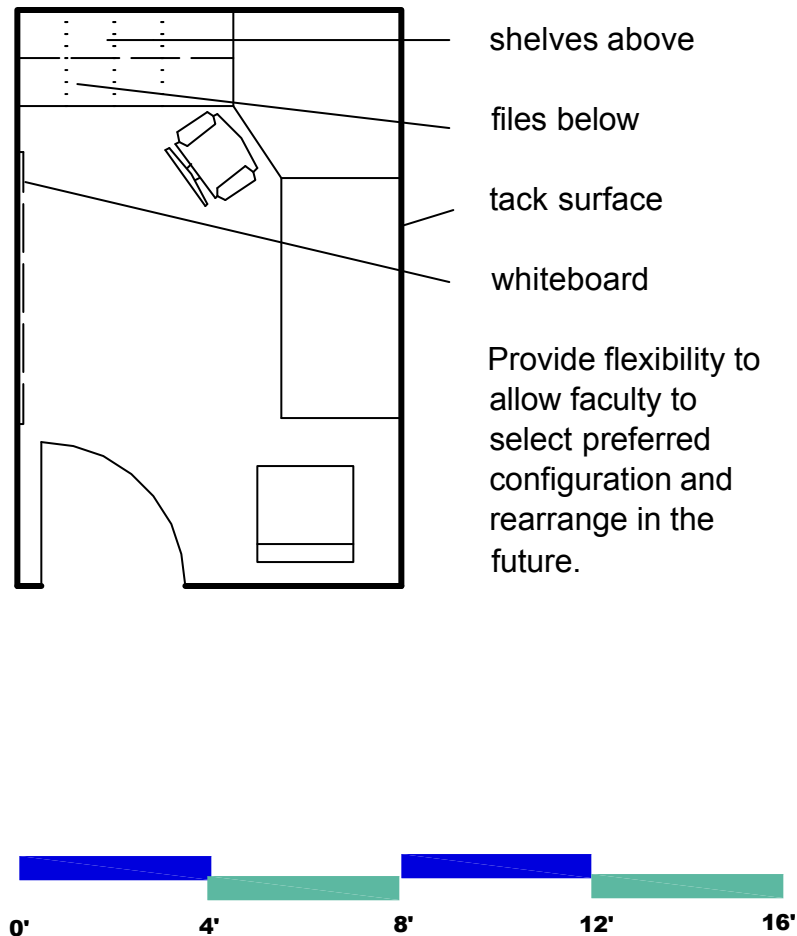 shelves above
files below
tack surface
whiteboard
Provide flexibility to
allow faculty to
select preferred
configuration and
rearrange in the
future.
0' 4' 8' 12' 16'